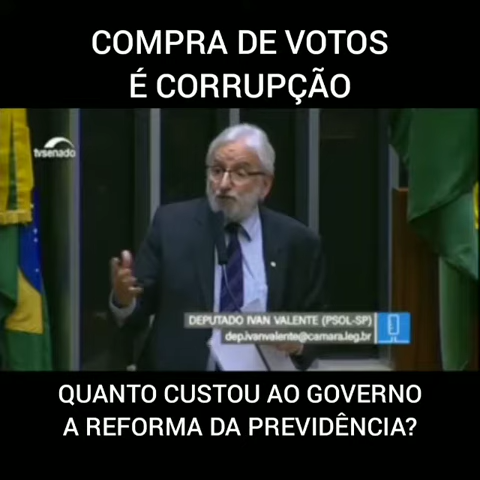 COMPRA DE VOTOS
É CORRUPÇÃO
tvsenado
DEPUTADO IVAN VALENTE (PSOL-SP)
dep.ivanvalente@camara.leg.br
QUANTO CUSTOU AO GOVERNO
A REFORMA DA PREVIDÊNCIA?